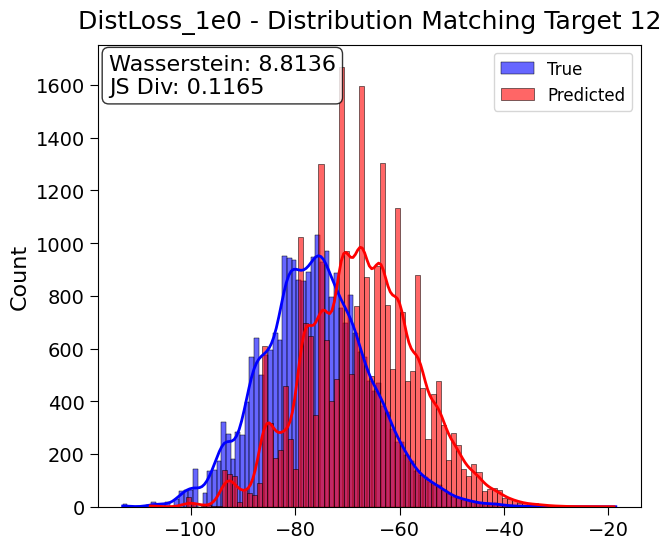 DistLoss_1e0 - Distribution Matching Target 12
Wasserstein: 8.8136
JS Div: 0.1165
True
Predicted
Count
1600
1400
1200
1000
800
600
400
200
0
−100
−80
−60
−40
−20